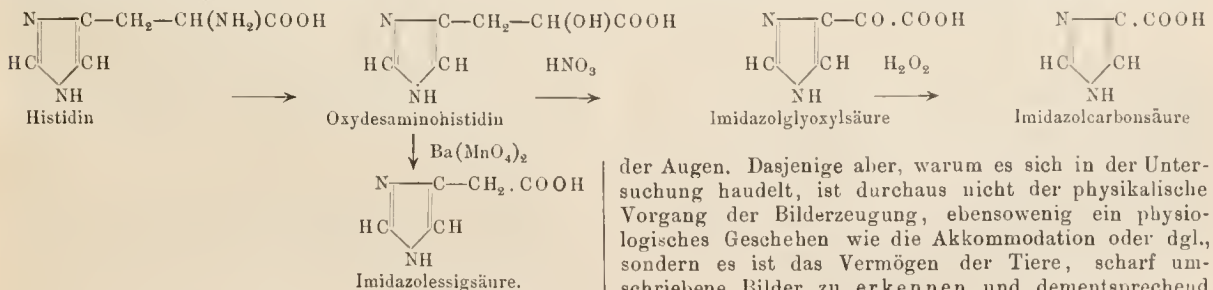 N — C—CH₂—CH(NH₂)COOH
HC CH
NH
Histidin
⟶
N — C—CH₂—CH(OH)COOH
HC CH
NH
Oxydesaminohistidin
HNO₃
⟶
N — C—CO.COOH
HC CH
NH
Imidazolglyoxylsäure
H₂O₂
⟶
N — C.COOH
HC CH
NH
Imidazolcarbonsäure
↓ Ba(MnO₄)₂
N — C—CH₂.COOH
HC CH
NH
Imidazolessigsäure.
der Augen. Dasjenige aber, warum es sich in der Unter-
suchung haudelt, ist durchaus nicht der physikalische
Vorgang der Bilderzeugung, ebensowenig ein physio-
logisches Geschehen wie die Akkommodation oder dgl.,
sondern es ist das Vermögen der Tiere, scharf um-
schriebene Bilder zu erkennen und dementsprechend